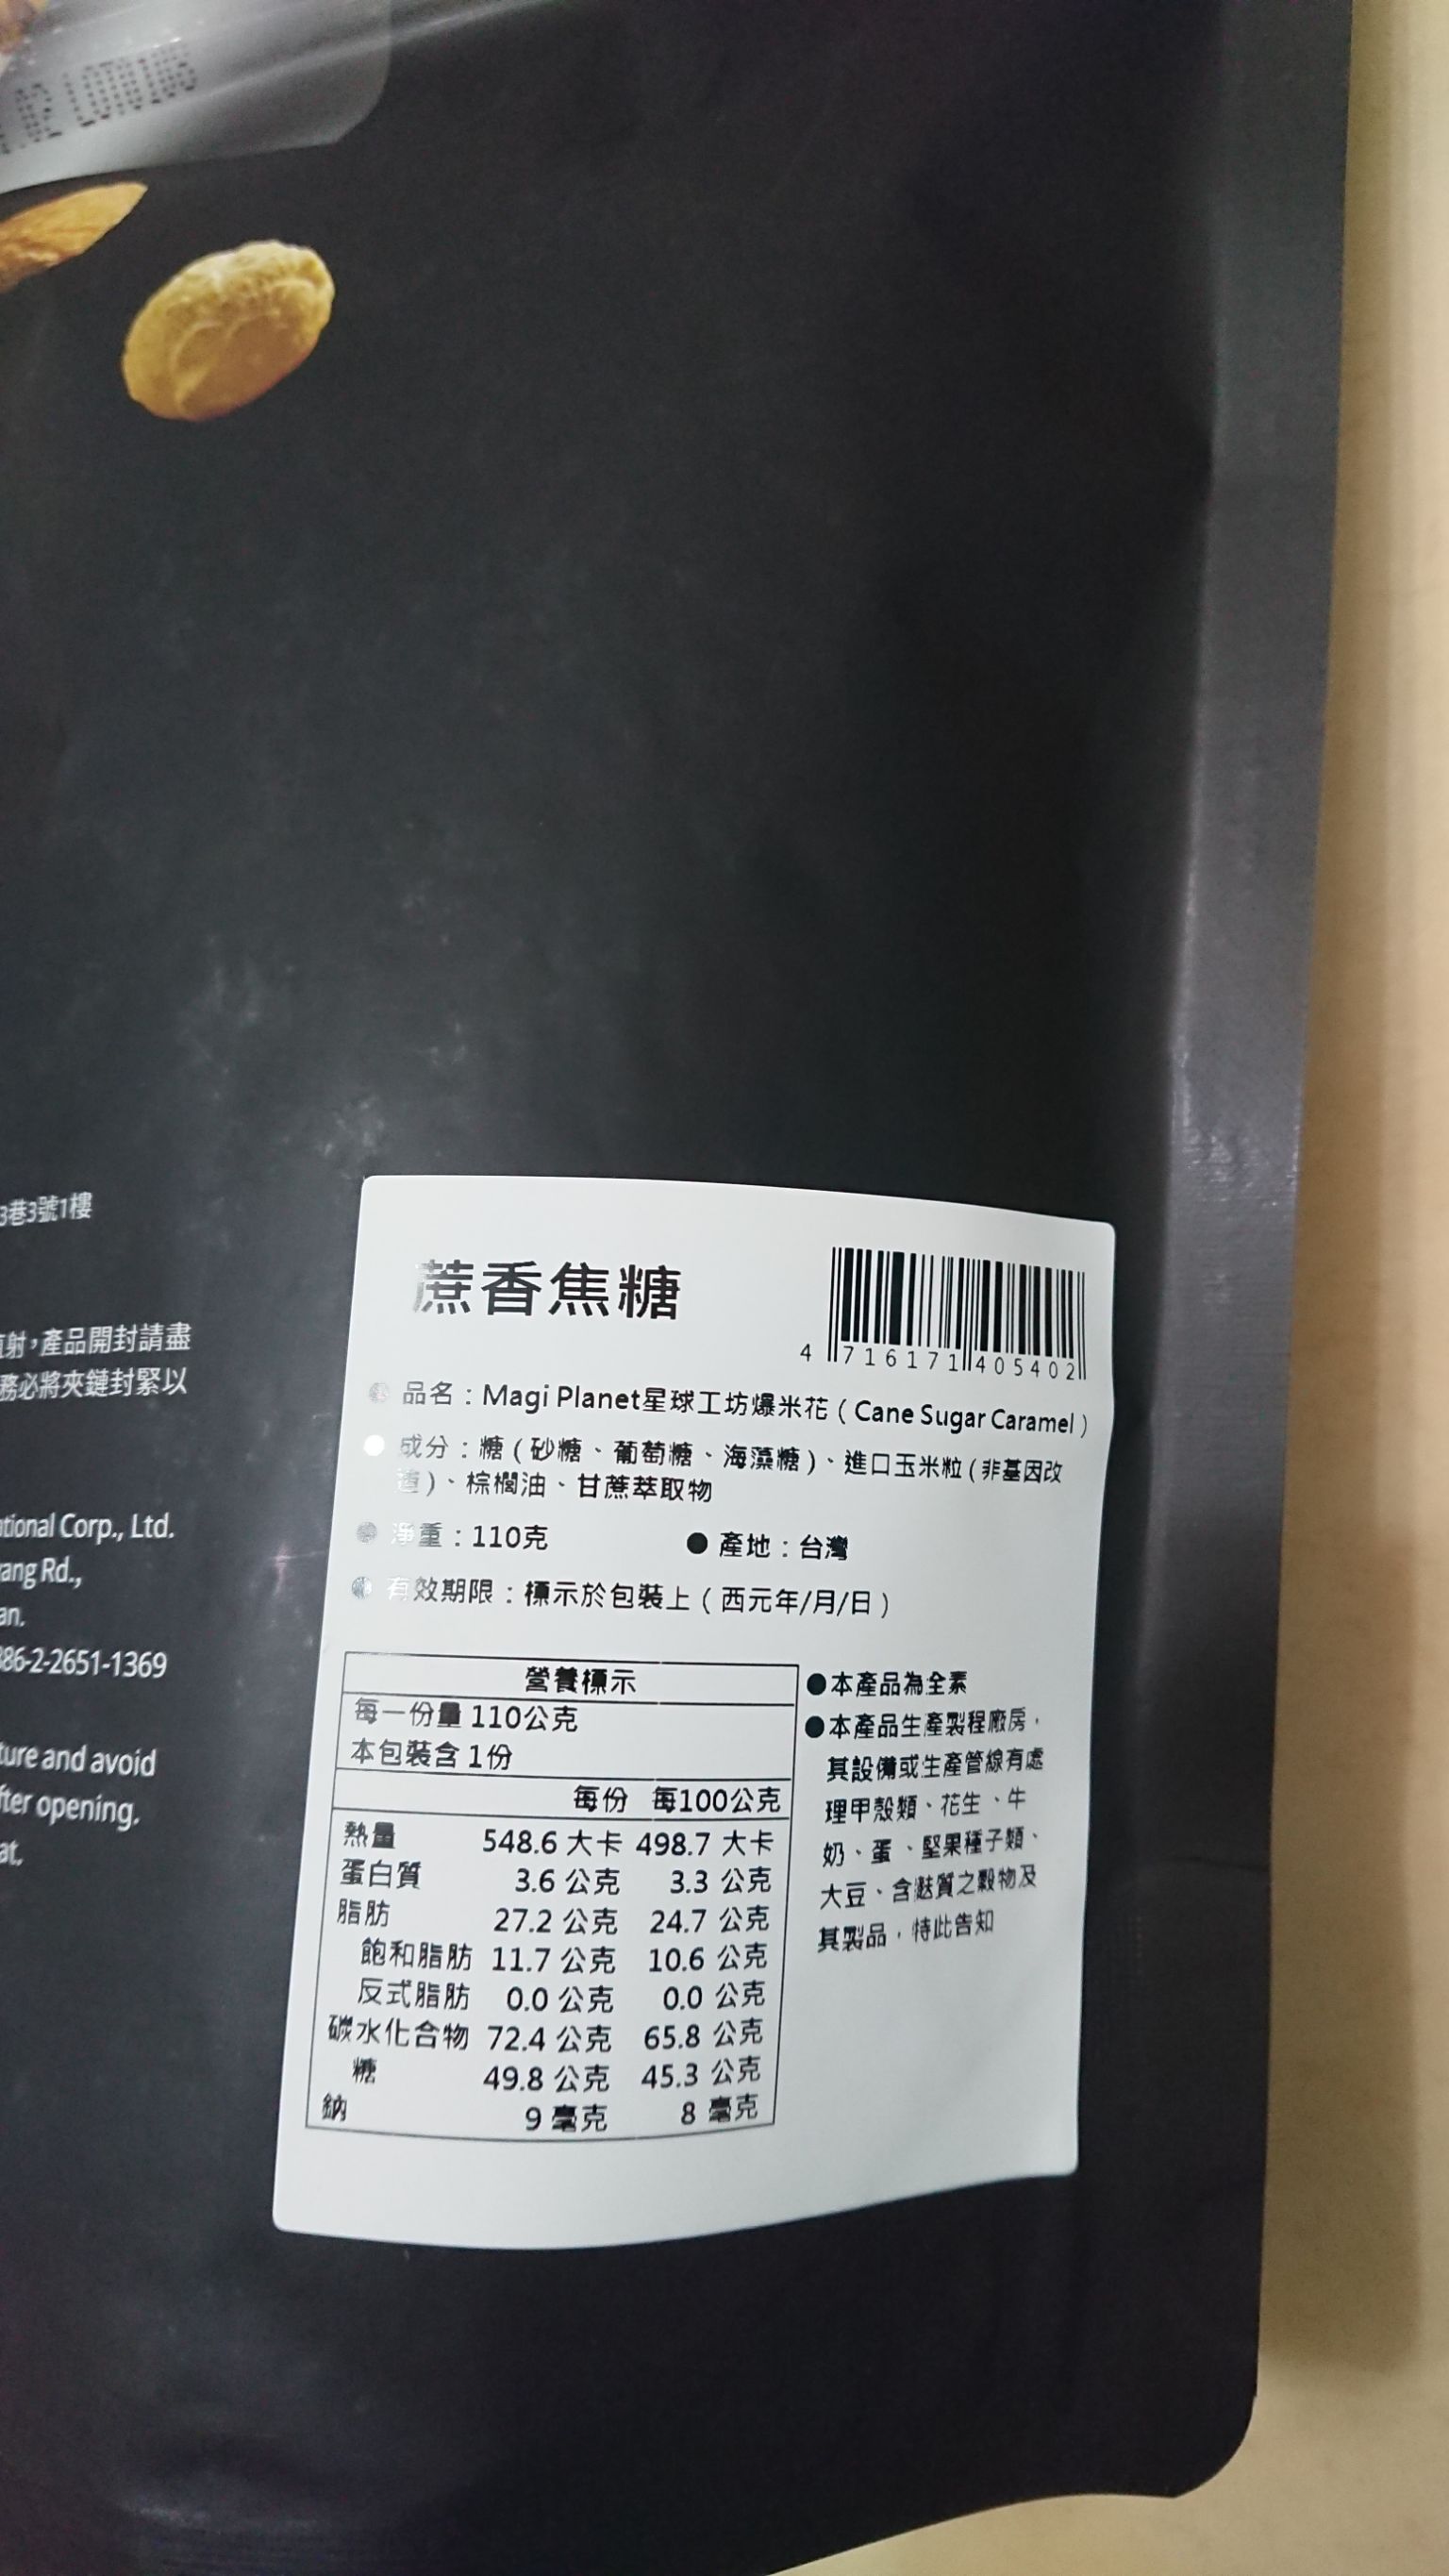 3巷3號1樓
射，產品開封請盡
務必將夾鏈封緊以
Corp., Ltd.
Rd.,
86-2-2651-1369
and avoid
opening.
蔗香焦糖
4 716171 405402
品名：Magi Planet星球工坊爆米花（Cane Sugar Caramel）
● 成分：糖（砂糖、葡萄糖、海藻糖）、進口玉米粒（非基因改
造）、棕櫚油、甘蔗萃取物
淨重：110克 ● 產地：台灣
有效期限：標示於包裝上（西元年/月/日）
營養標示
每一份量 110公克
本包裝含 1份
每份 每100公克
熱量 548.6 大卡 498.7 大卡
蛋白質 3.6 公克 3.3 公克
脂肪 27.2 公克 24.7 公克
飽和脂肪 11.7 公克 10.6 公克
反式脂肪 0.0 公克 0.0 公克
碳水化合物 72.4 公克 65.8 公克
糖 49.8 公克 45.3 公克
鈉 9 毫克 8 毫克
●本產品為全素
●本產品生產製程廠房，
其設備或生產管線有處
理甲殼類、花生、牛
奶、蛋、堅果種子類、
大豆、含麩質之穀物及
其製品，特此告知